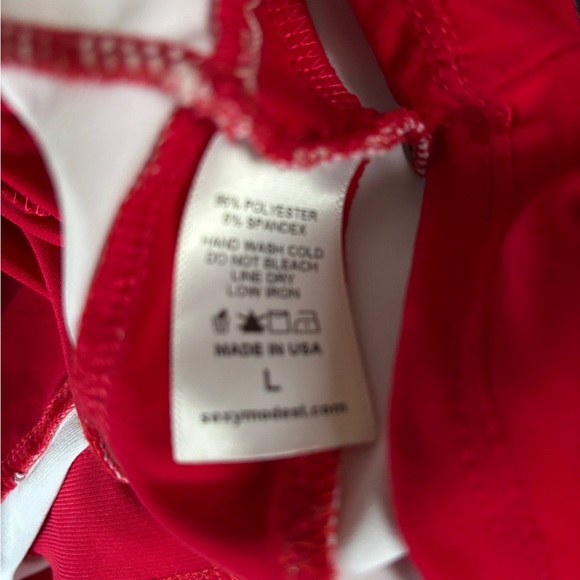 95% POLYESTER
5% SPANDEX
HAND WASH COLD
DO NOT BLEACH
LINE DRY
LOW IRON
MADE IN USA
L
sexymodest.com